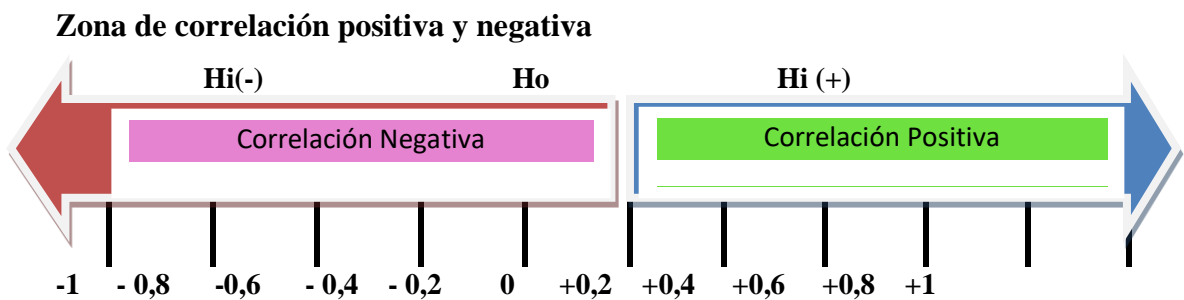 Zona de correlación positiva y negativa
Hi(-) Ho Hi (+)
Correlación Negativa Correlación Positiva
-1 - 0,8 -0,6 - 0,4 - 0,2 0 +0,2 +0,4 +0,6 +0,8 +1